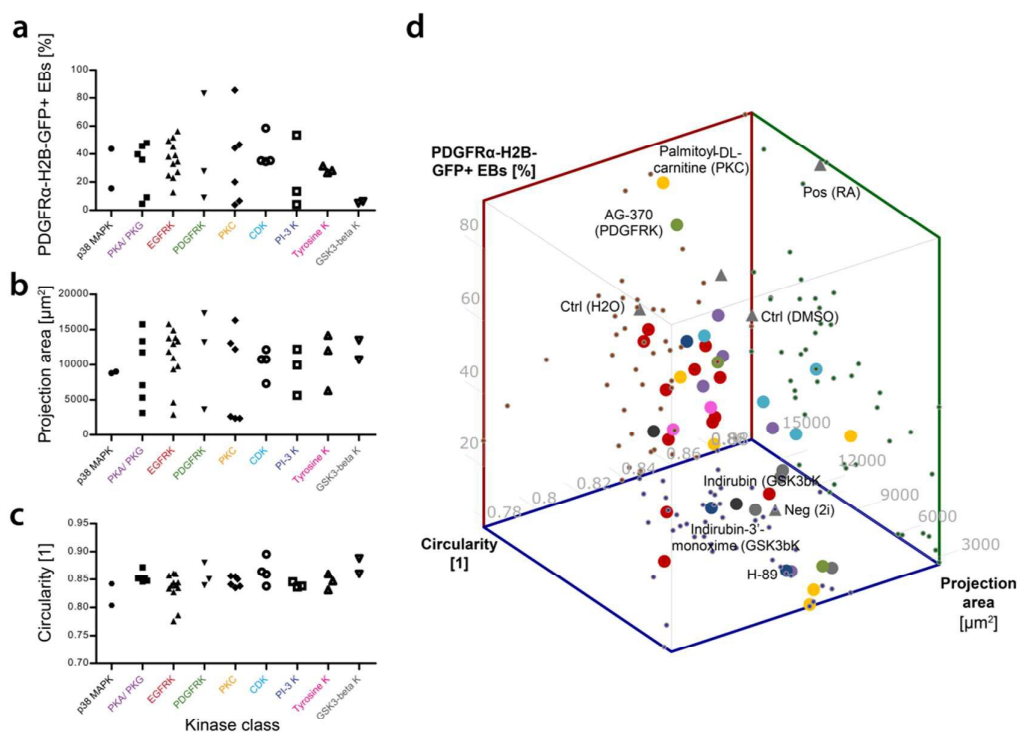 a
PDGFRα-H2B-GFP+ EBs [%]
100
80
60
40
20
0
p38 MAPK
PKA/ PKG
EGFRK
PDGFRK
PKC
CDK
PI-3 K
Tyrosine K
GSK3-beta K
b
Projection area [µm²]
20000
15000
10000
5000
0
p38 MAPK
PKA/ PKG
EGFRK
PDGFRK
PKC
CDK
PI-3 K
Tyrosine K
GSK3-beta K
c
Circularity [1]
0.95
0.90
0.85
0.80
0.75
0.70
p38 MAPK
PKA/ PKG
EGFRK
PDGFRK
PKC
CDK
PI-3 K
Tyrosine K
GSK3-beta K
Kinase class
d
PDGFRα-H2B-
GFP+ EBs [%]
Palmitoyl-DL-
carnitine (PKC)
Pos (RA)
AG-370
(PDGFRK)
Ctrl (H2O)
Ctrl (DMSO)
80
60
40
20
0.78
0.8
0.82
0.84
0.86
0.88
15000
12000
9000
6000
3000
Indirubin (GSK3bK
Neg (2i)
Indirubin-3'-
monoxime (GSK3bK
H-89
Circularity
[1]
Projection
area
[µm²]